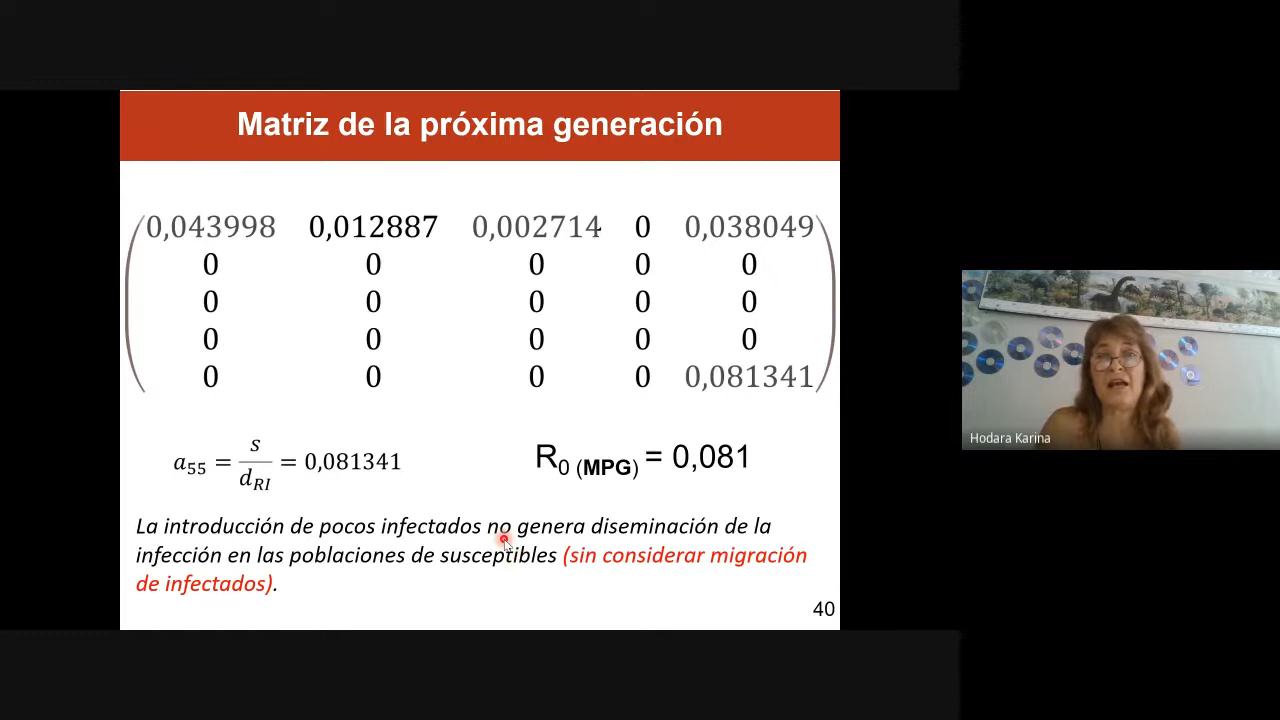 Matriz de la próxima generación
0,043998 0,012887 0,002714 0 0,038049
0 0 0 0 0
0 0 0 0 0
0 0 0 0 0
0 0 0 0 0,081341
a₅₅ = s/d_RI = 0,081341
R₀ (MPG) = 0,081
La introducción de pocos infectados no genera diseminación de la
infección en las poblaciones de susceptibles (sin considerar migración
de infectados).
40
Hodara Karina